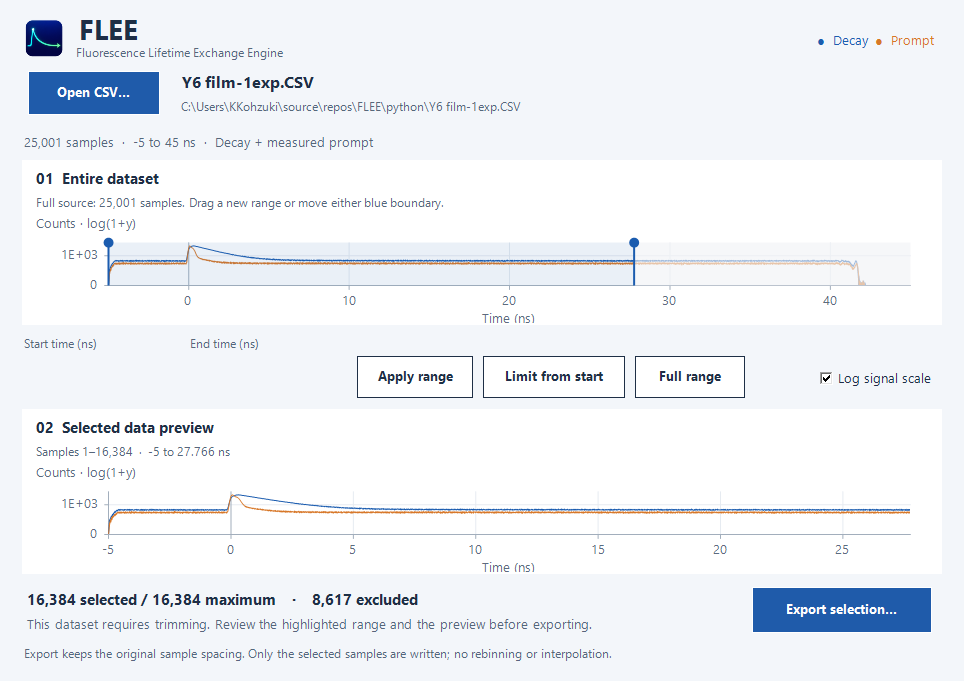 FLEE
Fluorescence Lifetime Exchange Engine
● Decay ● Prompt
Open CSV...
Y6 film-1exp.CSV
C:\Users\KKohzuki\source\repos\FLEE\python\Y6 film-1exp.CSV
25,001 samples · -5 to 45 ns · Decay + measured prompt
01 Entire dataset
Full source: 25,001 samples. Drag a new range or move either blue boundary.
Counts · log(1+y)
1E+03
0
0 10 20 30 40
Time (ns)
Start time (ns) End time (ns)
Apply range Limit from start Full range Log signal scale
02 Selected data preview
Samples 1–16,384 · -5 to 27.766 ns
Counts · log(1+y)
1E+03
0
-5 0 5 10 15 20 25
Time (ns)
16,384 selected / 16,384 maximum · 8,617 excluded
This dataset requires trimming. Review the highlighted range and the preview before exporting.
Export selection...
Export keeps the original sample spacing. Only the selected samples are written; no rebinning or interpolation.